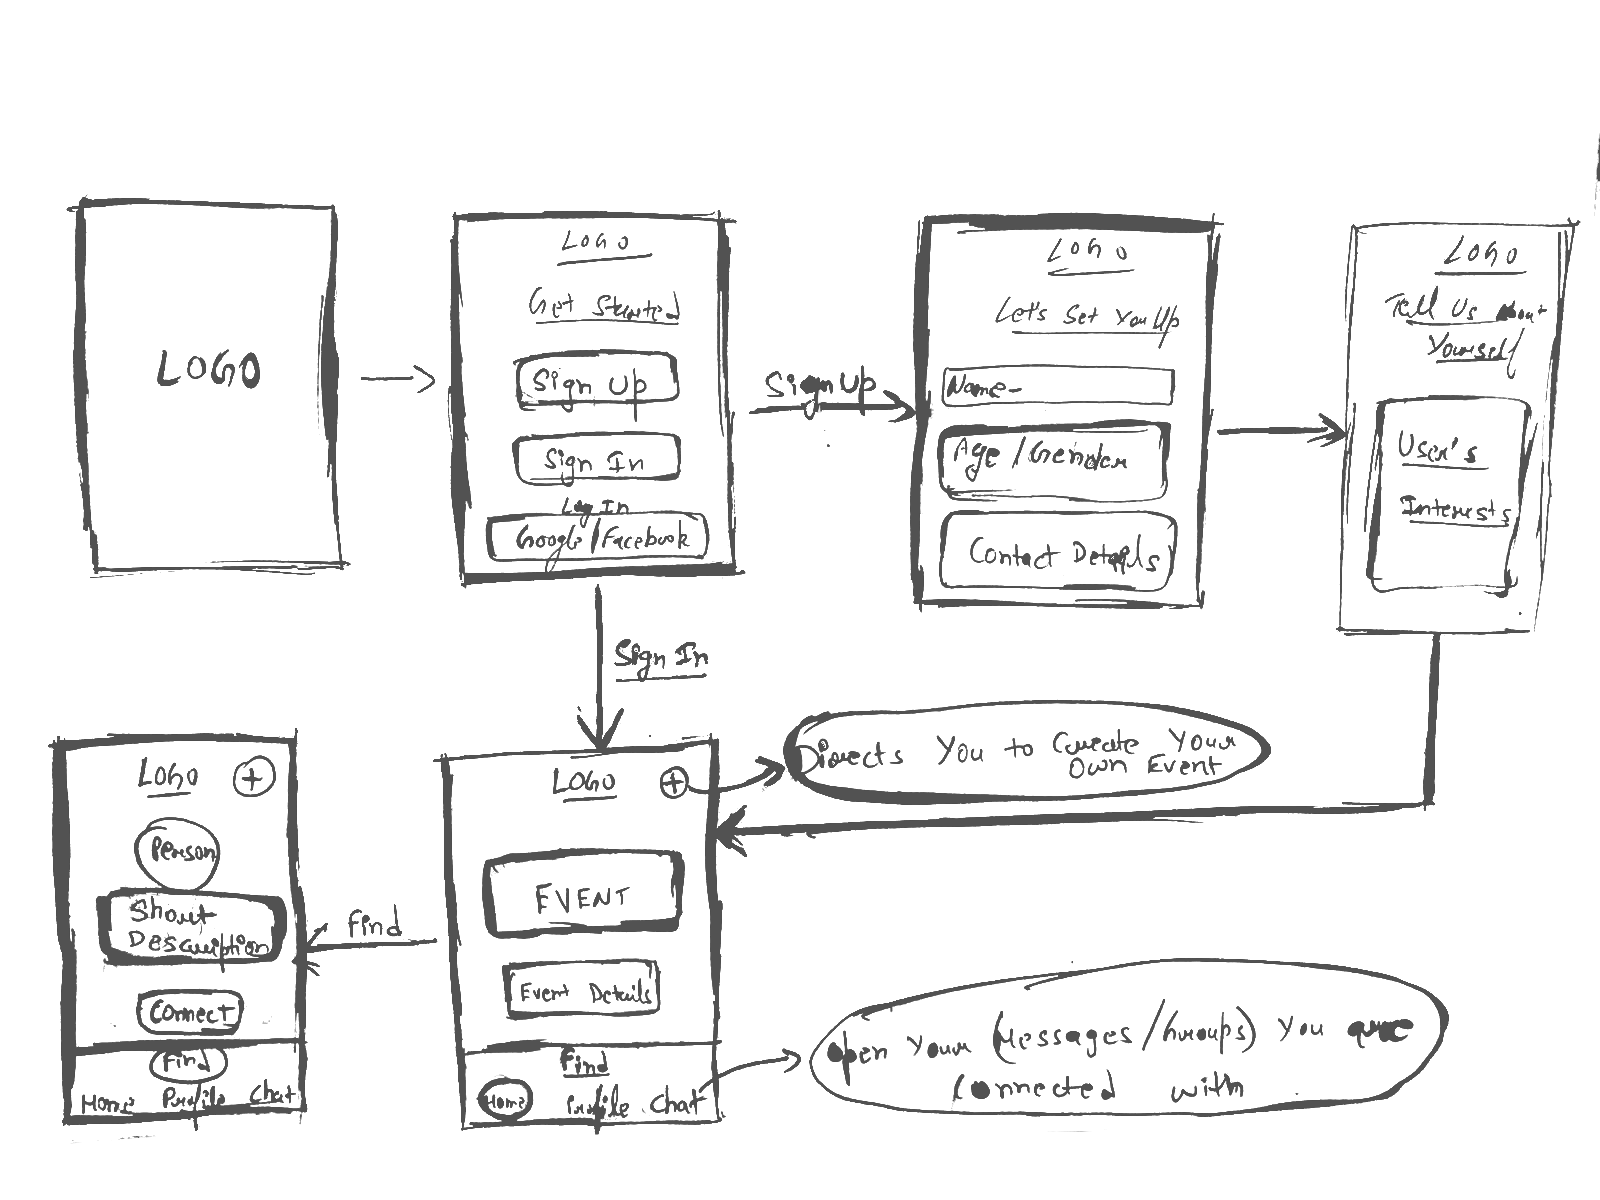 LOGO
LOGO
Get Started
Sign Up
Sign In
Log In
Google/Facebook
Sign Up
LOGO
Let's Set You Up
Name-
Age/Gender
Contact Details
LOGO
Tell Us About
Yourself
User's
Interests
Sign In
LOGO
+
Person
Short
Description
Connect
Find
Home Profile Chat
Find
LOGO
+
EVENT
Event Details
Find
Home Profile Chat
Directs You to Create Your
Own Event
Open Your (Messages/Groups) You are
Connected with